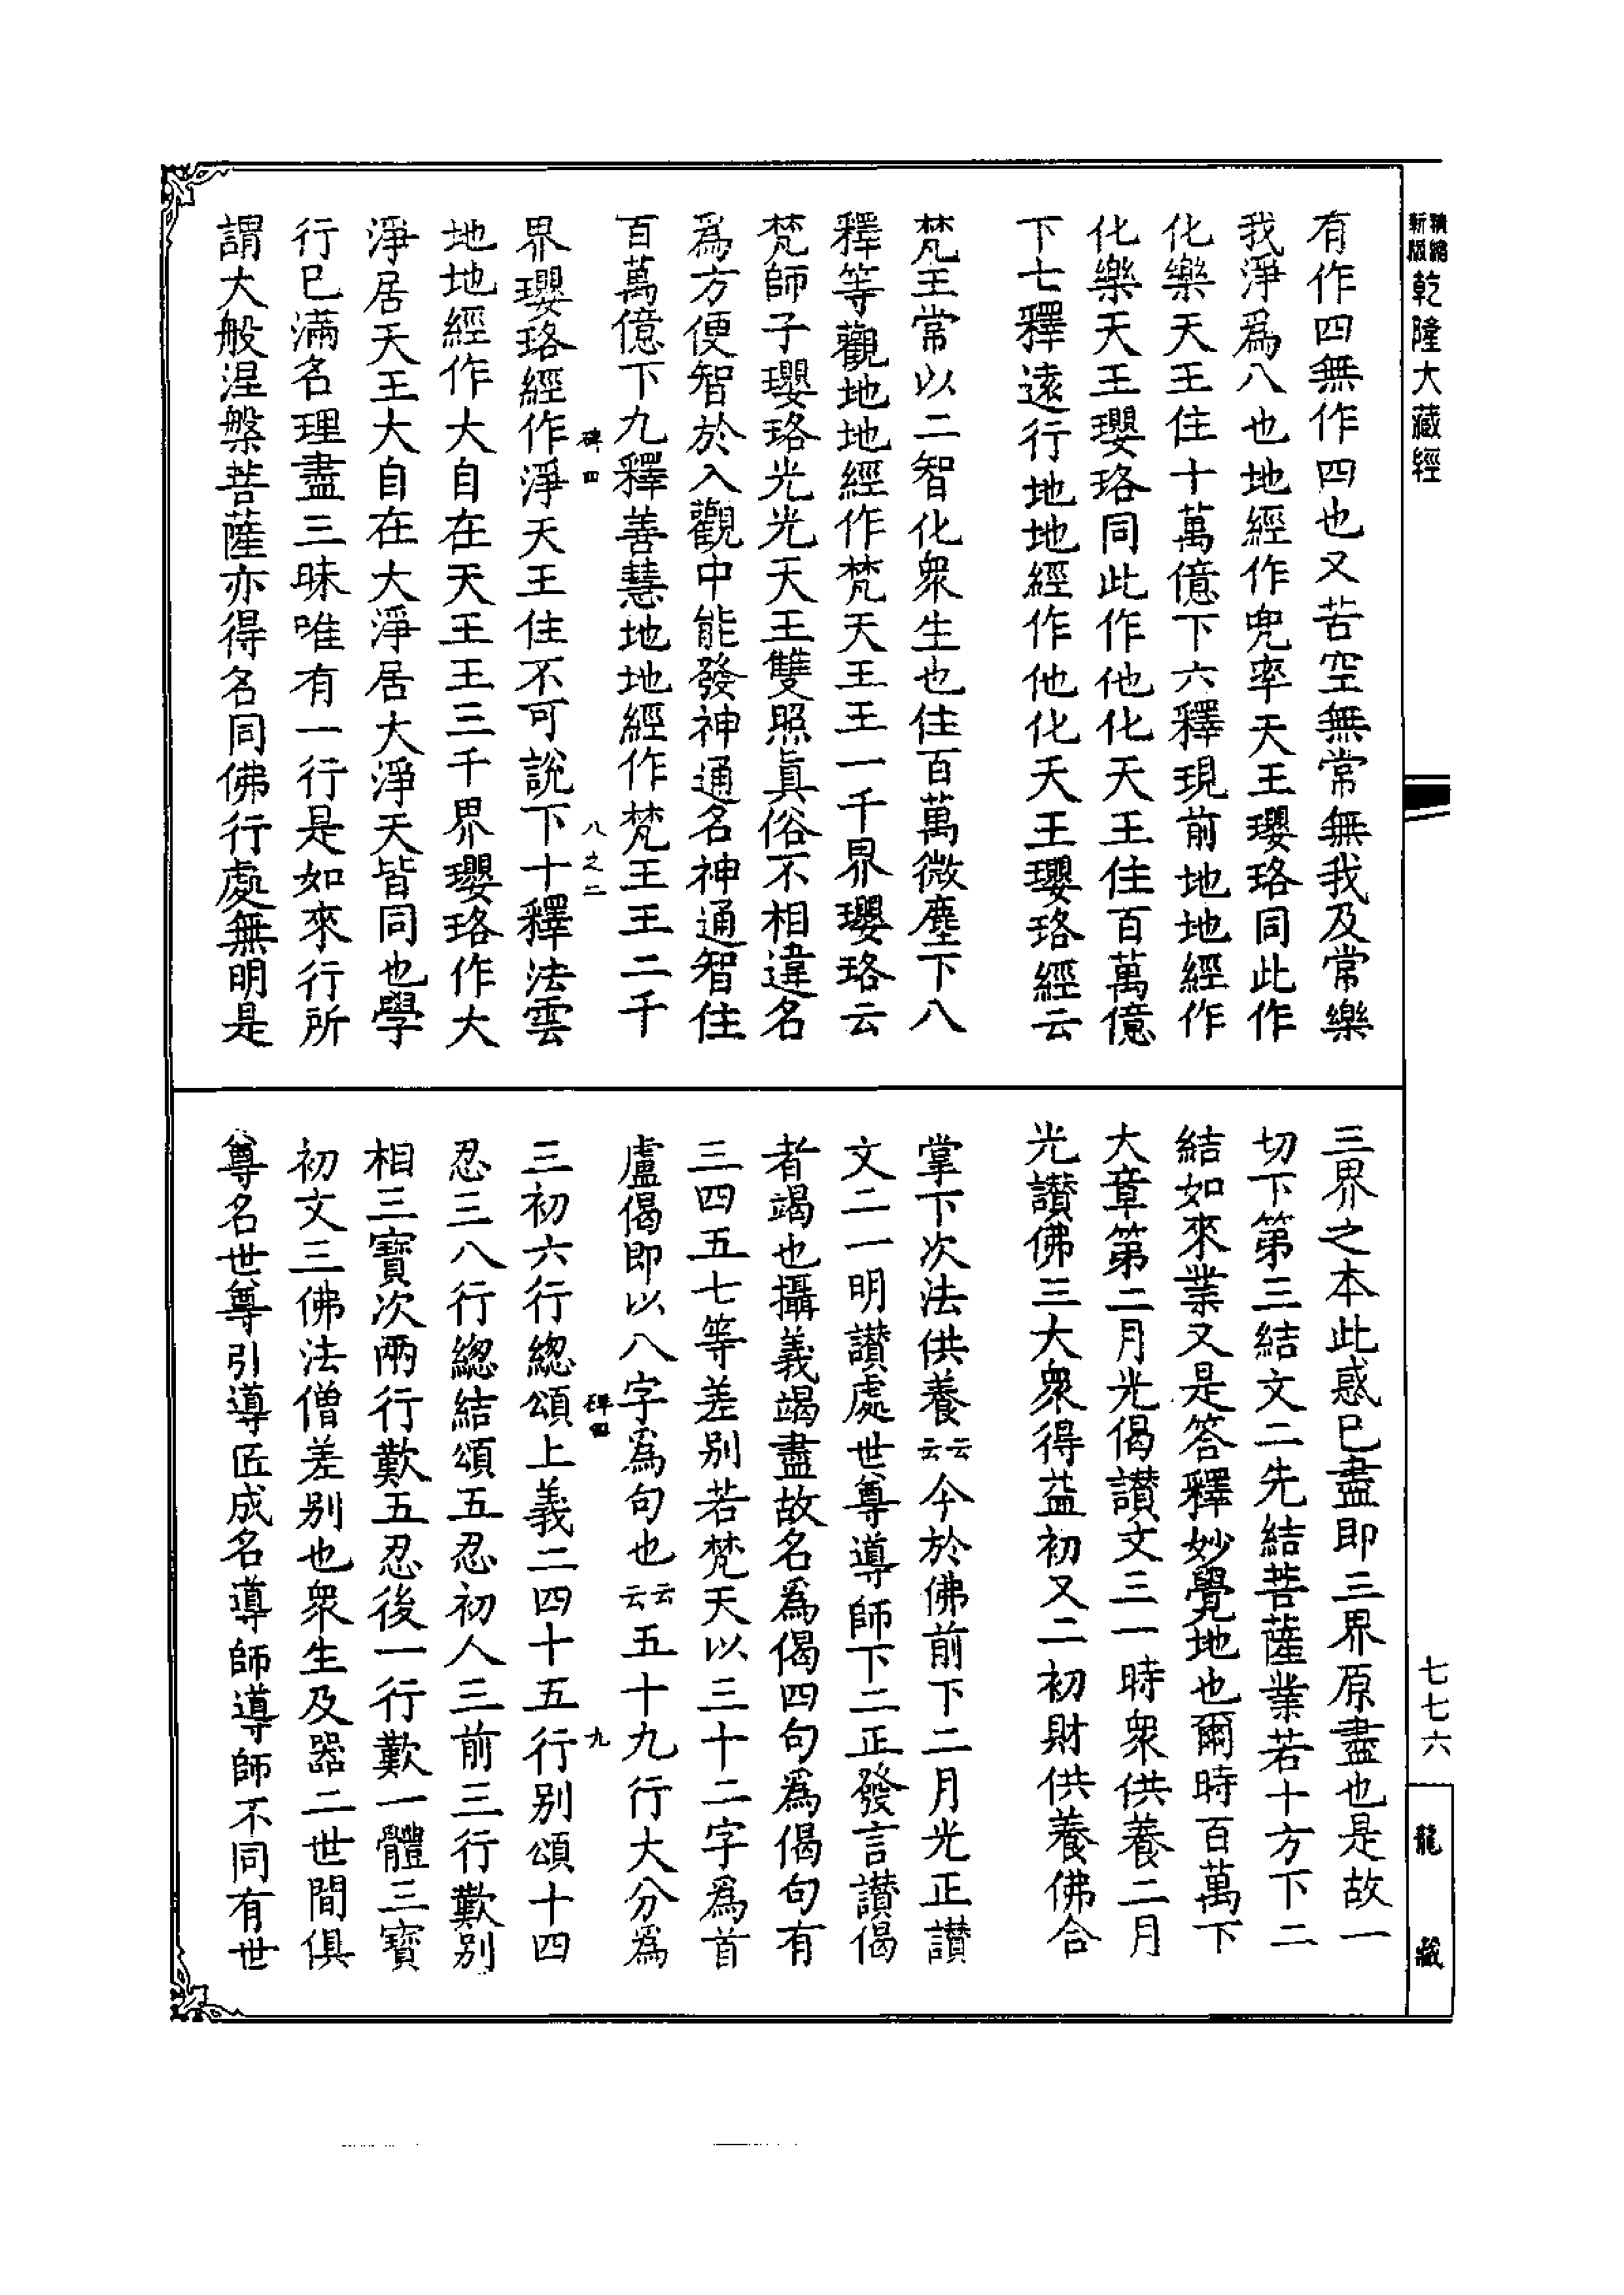 精縮新版乾隆大藏經
有作四無作四也又苦空無常無我及常樂
我淨爲八也地經作兜率天王瓔珞同此作
化樂天王住十萬億下六釋現前地地經作
化樂天王瓔珞同此作他化天王住百萬億
下七釋遠行地地經作他化天王瓔珞經云
梵王常以二智化衆生也住百萬微塵下八
釋等觀地地經作梵天王王一千界瓔珞云
梵師子瓔珞光光天王雙照眞俗不相違名
爲方便智於入觀中能發神通名神通智住
百萬億下九釋善慧地地經作梵王王二千
碑四 八之二
界瓔珞經作淨天王住不可說下十釋法雲
地地經作大自在天王王三千界瓔珞作大
淨居天王大自在大淨居大淨天皆同也學
行已滿名理盡三昧唯有一行是如來行所
謂大般涅槃菩薩亦得名同佛行處無明是
三界之本此惑已盡即三界原盡也是故一
切下第三結文二先結菩薩業若十方下二
結如來業又是答釋妙覺地也爾時百萬下
大章第二月光偈讃文三一時衆供養二月
光讃佛三大衆得益初又二初財供養佛合
掌下次法供養云云今於佛前下二月光正讃
文二一明讃處世尊導師下二正發言讃偈
者竭也攝義竭盡故名爲偈四句爲偈句有
三四五七等差别若梵天以三十二字爲首
盧偈即以八字爲句也云云五十九行大分爲
碑四 九
三初六行總頌上義二四十五行别頌十四
忍三八行總結頌五忍初人三前三行歎别
相三寳次兩行歎五忍後一行歎一體三寳
初文三佛法僧差别也衆生及器二世間俱
尊名世尊引導匠成名導師導師不同有世
七七六
龍藏